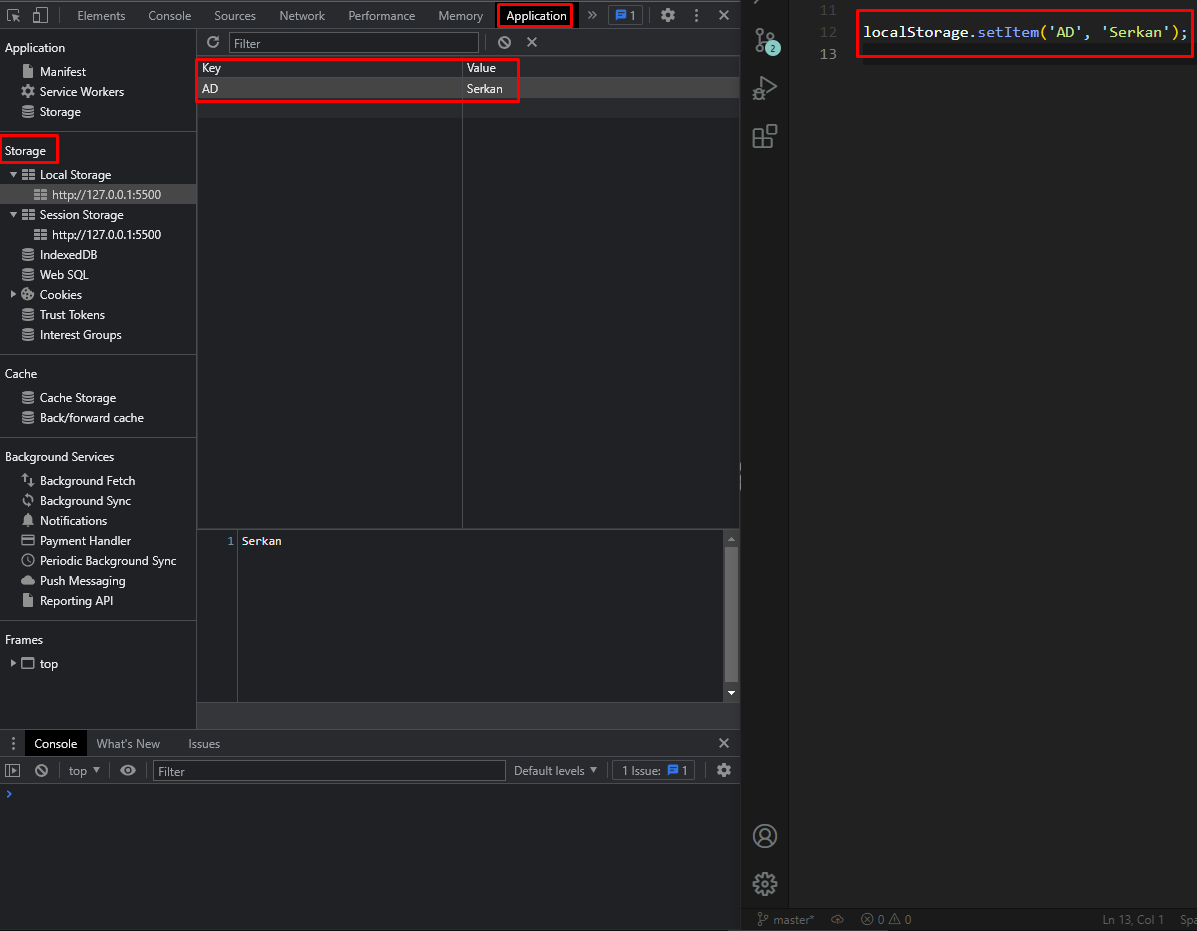 Elements Console Sources Network Performance Memory Application » 1
Application
Manifest
Service Workers
Storage
Storage
Local Storage
http://127.0.0.1:5500
Session Storage
http://127.0.0.1:5500
IndexedDB
Web SQL
Cookies
Trust Tokens
Interest Groups
Cache
Cache Storage
Back/forward cache
Background Services
Background Fetch
Background Sync
Notifications
Payment Handler
Periodic Background Sync
Push Messaging
Reporting API
Frames
top
Filter
Key Value
AD Serkan
1 Serkan
Console What's New Issues
top Filter Default levels 1 Issue: 1
2
11
12 localStorage.setItem('AD', 'Serkan');
13
master* 0 0 Ln 13, Col 1